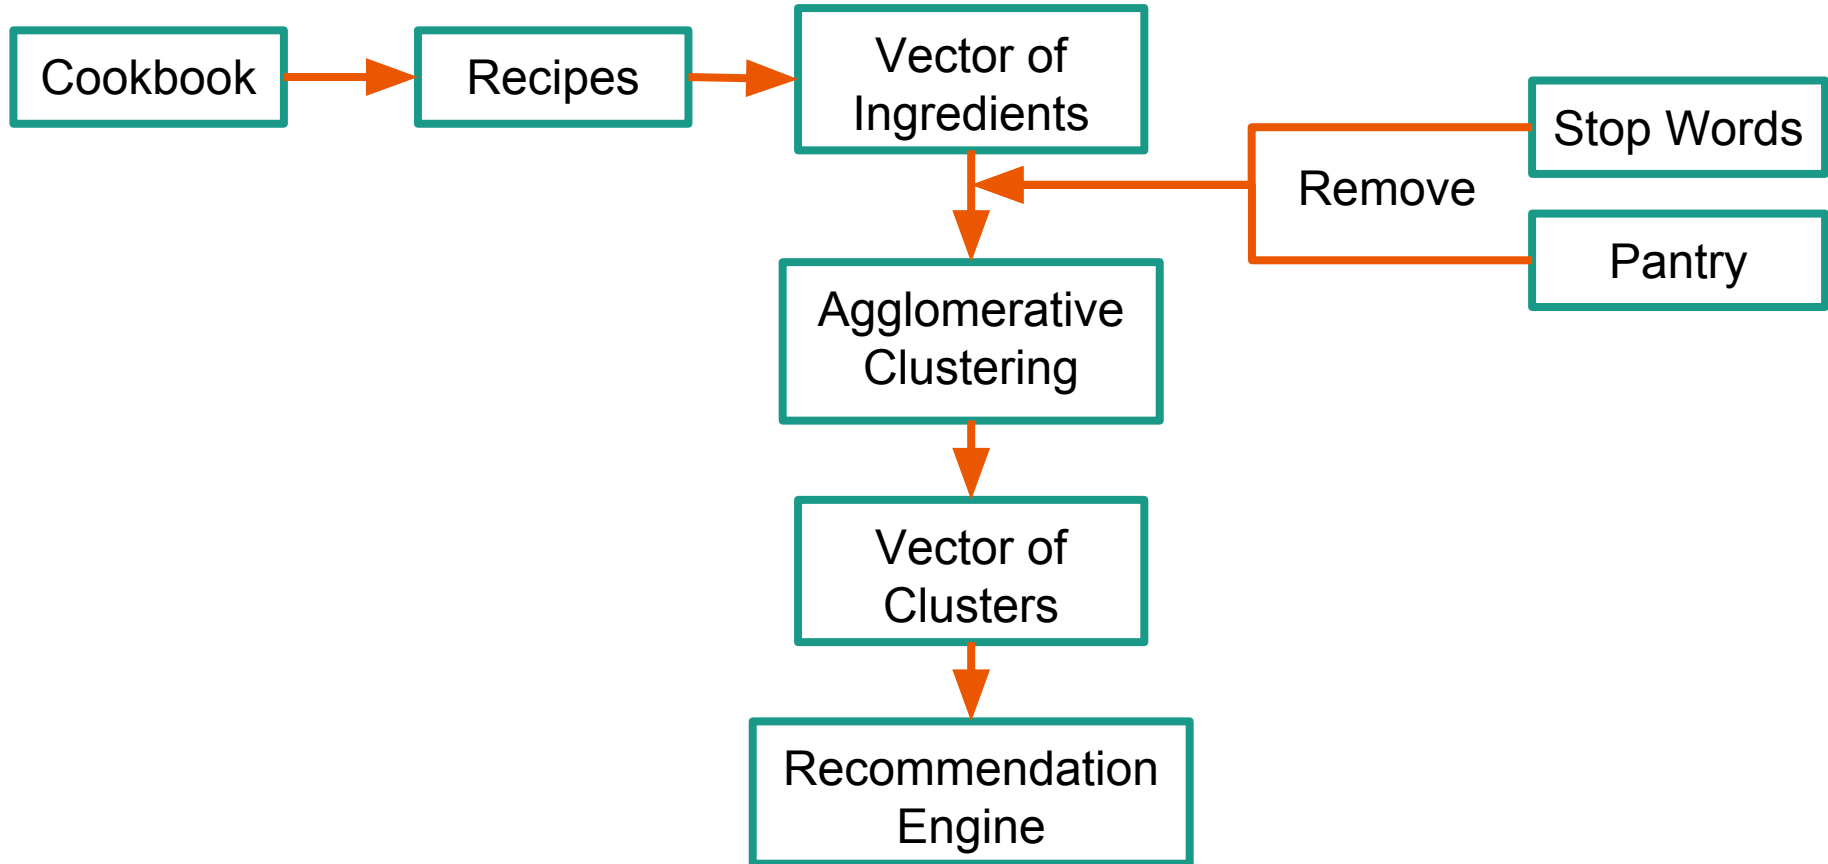 Cookbook
Recipes
Vector of
Ingredients
Stop Words
Remove
Pantry
Agglomerative
Clustering
Vector of
Clusters
Recommendation
Engine